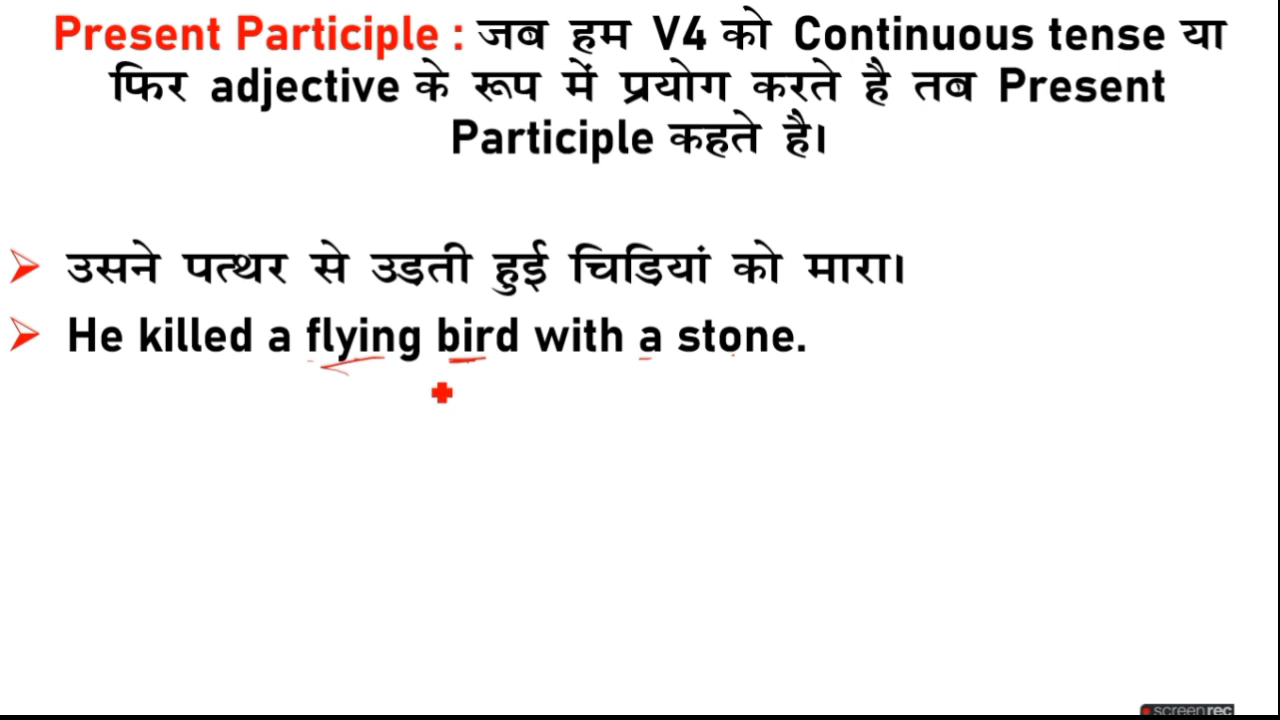 Present Participle : जब हम V4 को Continuous tense या
फिर adjective के रूप में प्रयोग करते है तब Present
Participle कहते है।
उसने पत्थर से उड़ती हुई चिड़ियां को मारा।
He killed a flying bird with a stone.
screenrec